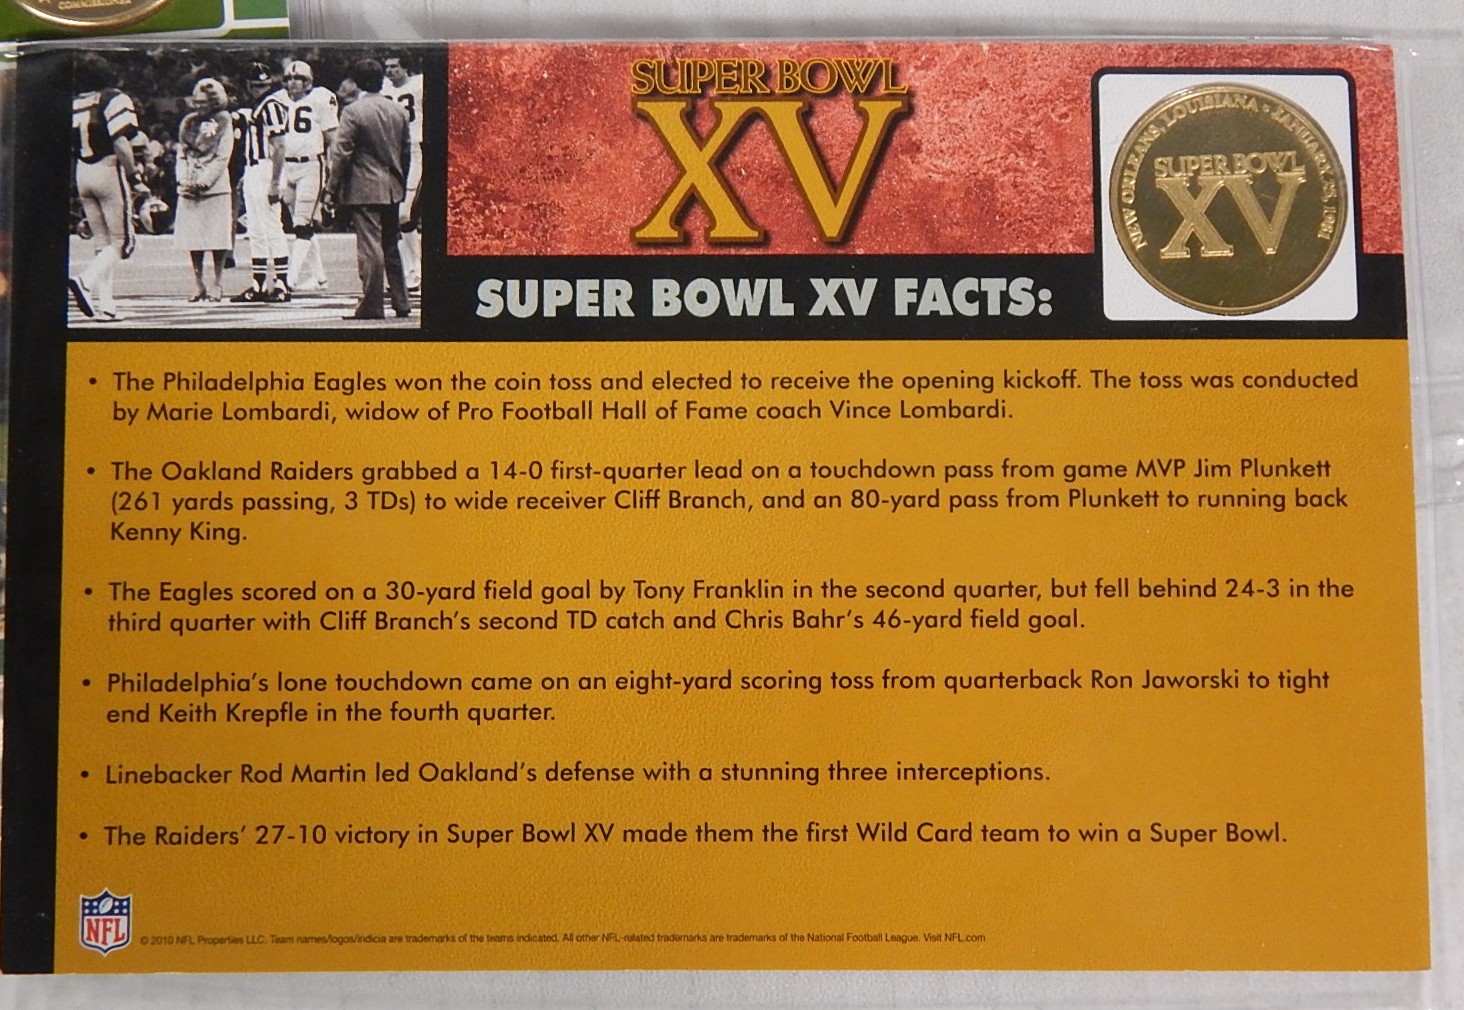 COMMISSIONER
SUPER BOWL
XV
NEW ORLEANS, LOUISIANA - JANUARY 25, 1981
SUPER BOWL
XV
7
16
3
SUPER BOWL XV FACTS:
• The Philadelphia Eagles won the coin toss and elected to receive the opening kickoff. The toss was conducted
by Marie Lombardi, widow of Pro Football Hall of Fame coach Vince Lombardi.
• The Oakland Raiders grabbed a 14-0 first-quarter lead on a touchdown pass from game MVP Jim Plunkett
(261 yards passing, 3 TDs) to wide receiver Cliff Branch, and an 80-yard pass from Plunkett to running back
Kenny King.
• The Eagles scored on a 30-yard field goal by Tony Franklin in the second quarter, but fell behind 24-3 in the
third quarter with Cliff Branch's second TD catch and Chris Bahr's 46-yard field goal.
• Philadelphia's lone touchdown came on an eight-yard scoring toss from quarterback Ron Jaworski to tight
end Keith Krepfle in the fourth quarter.
• Linebacker Rod Martin led Oakland's defense with a stunning three interceptions.
• The Raiders' 27-10 victory in Super Bowl XV made them the first Wild Card team to win a Super Bowl.
NFL
© 2010 NFL Properties LLC. Team names/logos/indicia are trademarks of the teams indicated. All other NFL-related trademarks are trademarks of the National Football League. Visit NFL.com